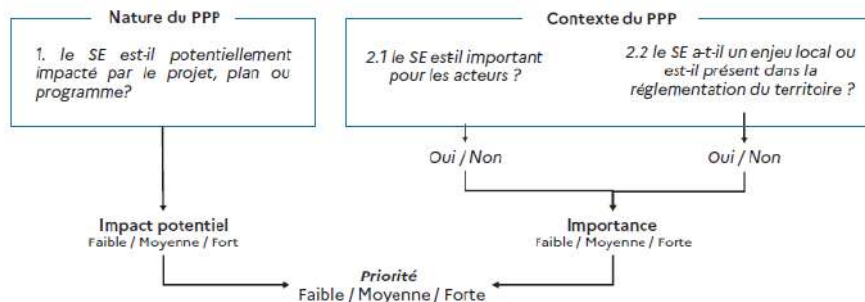 Nature du PPP
1. le SE est-il potentiellement
impacté par le projet, plan ou
programme?
Contexte du PPP
2.1 le SE est-il important
pour les acteurs ?
2.2 le SE a-t-il un enjeu local ou
est-il présent dans la
réglementation du territoire ?
Oui / Non
Oui / Non
Impact potentiel
Faible / Moyenne / Fort
Importance
Faible / Moyenne / Forte
Priorité
Faible / Moyenne / Forte